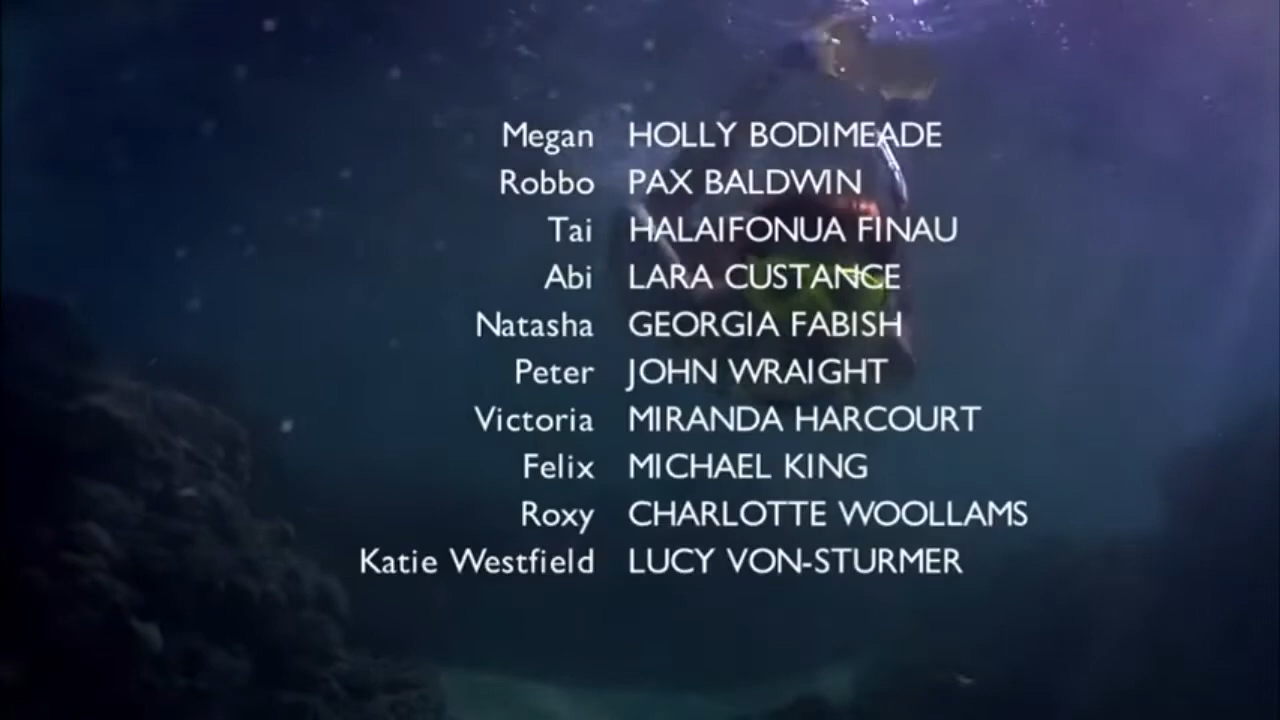 Megan HOLLY BODIMEADE
Robbo PAX BALDWIN
Tai HALAIFONUA FINAU
Abi LARA CUSTANCE
Natasha GEORGIA FABISH
Peter JOHN WRAIGHT
Victoria MIRANDA HARCOURT
Felix MICHAEL KING
Roxy CHARLOTTE WOOLLAMS
Katie Westfield LUCY VON-STURMER